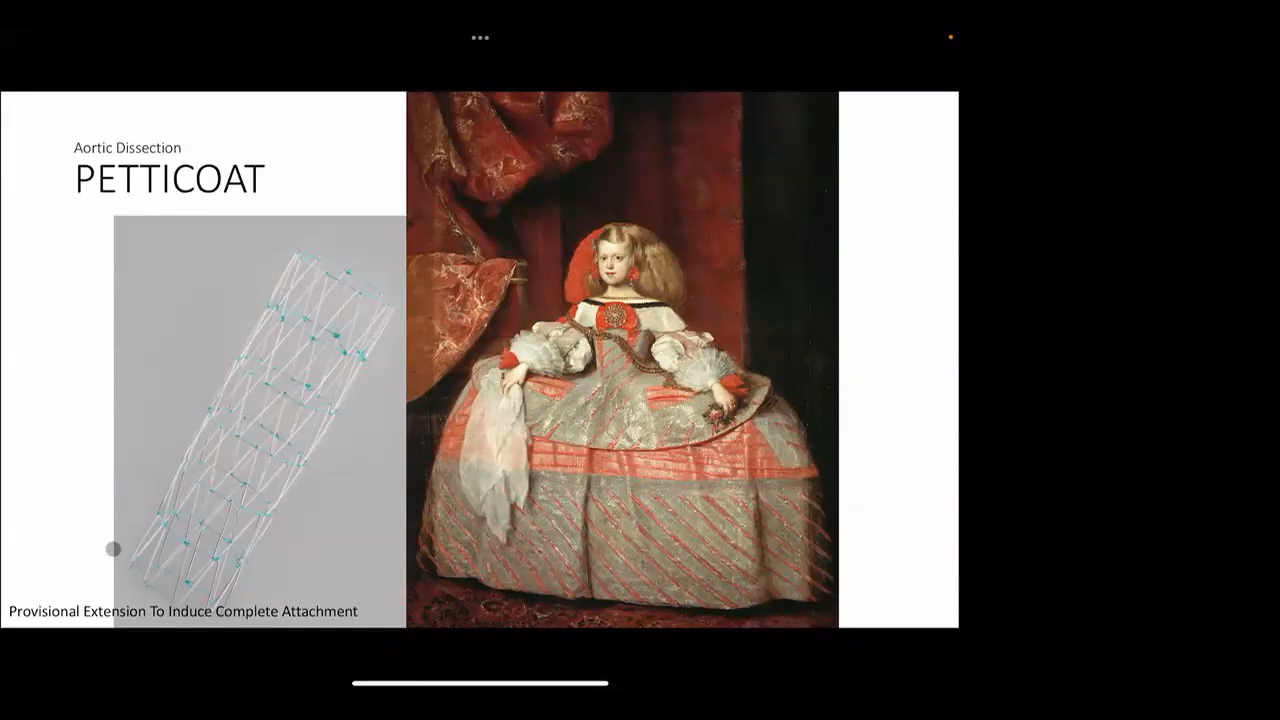 Aortic Dissection
PETTICOAT
Provisional Extension To Induce Complete Attachment